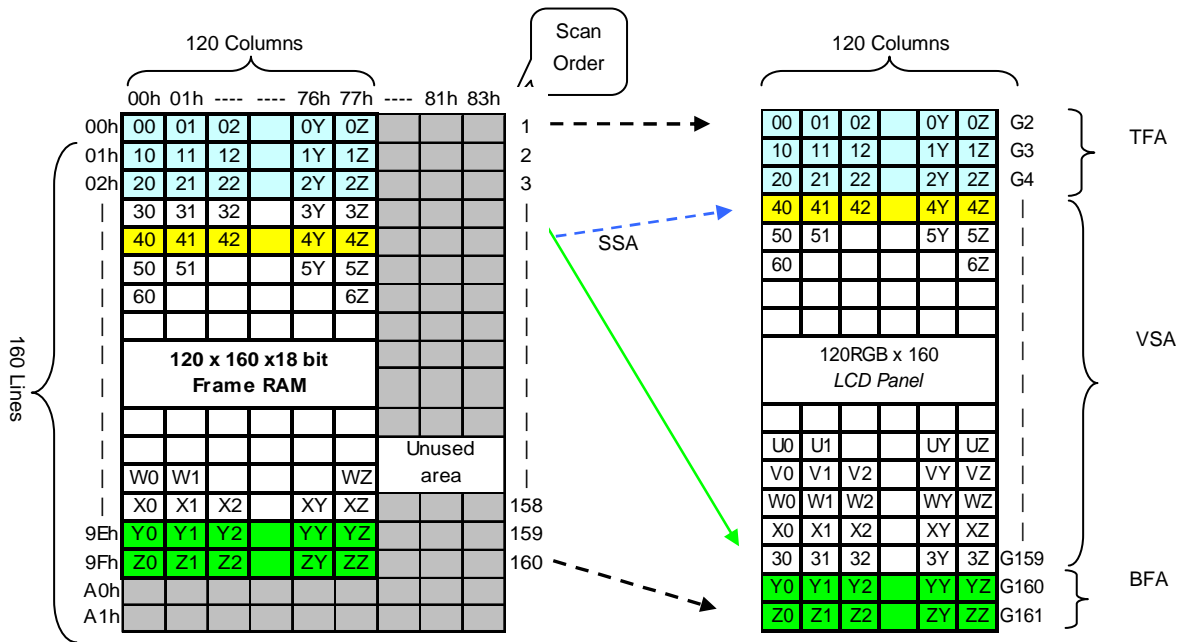 Scan
Order
120 Columns
120 Columns
00h 01h ---- ---- 76h 77h ---- 81h 83h
00h 00 01 02 0Y 0Z 1 00 01 02 0Y 0Z G2
01h 10 11 12 1Y 1Z 2 10 11 12 1Y 1Z G3 TFA
02h 20 21 22 2Y 2Z 3 20 21 22 2Y 2Z G4
30 31 32 3Y 3Z 40 41 42 4Y 4Z
40 41 42 4Y 4Z SSA 50 51 5Y 5Z
50 51 5Y 5Z 60 6Z
60 6Z
160 Lines
120 x 160 x18 bit
Frame RAM
120RGB x 160
LCD Panel
VSA
Unused
area
U0 U1 UY UZ
W0 W1 WZ V0 V1 V2 VY VZ
X0 X1 X2 XY XZ 158 W0 W1 W2 WY WZ
9Eh Y0 Y1 Y2 YY YZ 159 X0 X1 X2 XY XZ
9Fh Z0 Z1 Z2 ZY ZZ 160 30 31 32 3Y 3Z G159
A0h Y0 Y1 Y2 YY YZ G160 BFA
A1h Z0 Z1 Z2 ZY ZZ G161